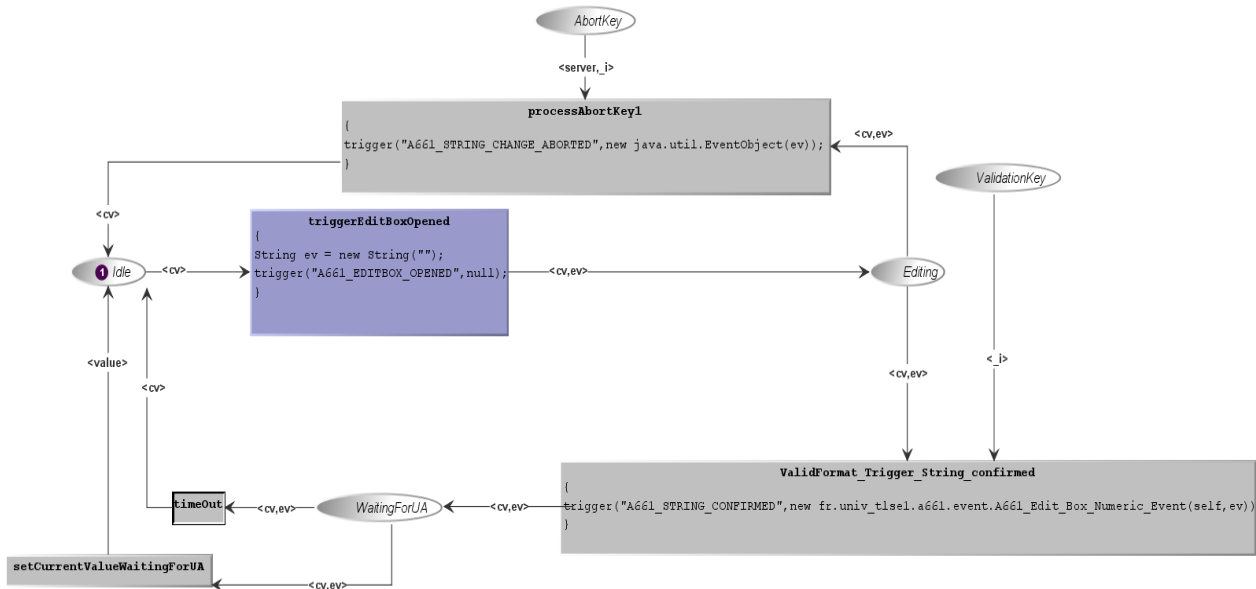 AbortKey
<server,_i>
processAbortKey1
{
trigger("A661_STRING_CHANGE_ABORTED",new java.util.EventObject(ev));
}
<cv,ev>
ValidationKey
<cv>
triggerEditBoxOpened
{
String ev = new String("");
trigger("A661_EDITBOX_OPENED",null);
}
1 Idle
<cv>
<cv,ev>
Editing
<value>
<cv>
<cv,ev>
<_i>
ValidFormat_Trigger_String_confirmed
{
trigger("A661_STRING_CONFIRMED",new fr.univ_tlse1.a661.event.A661_Edit_Box_Numeric_Event(self,ev))
}
timeOut
<cv,ev>
WaitingForUA
<cv,ev>
setCurrentValueWaitingForUA
<cv,ev>